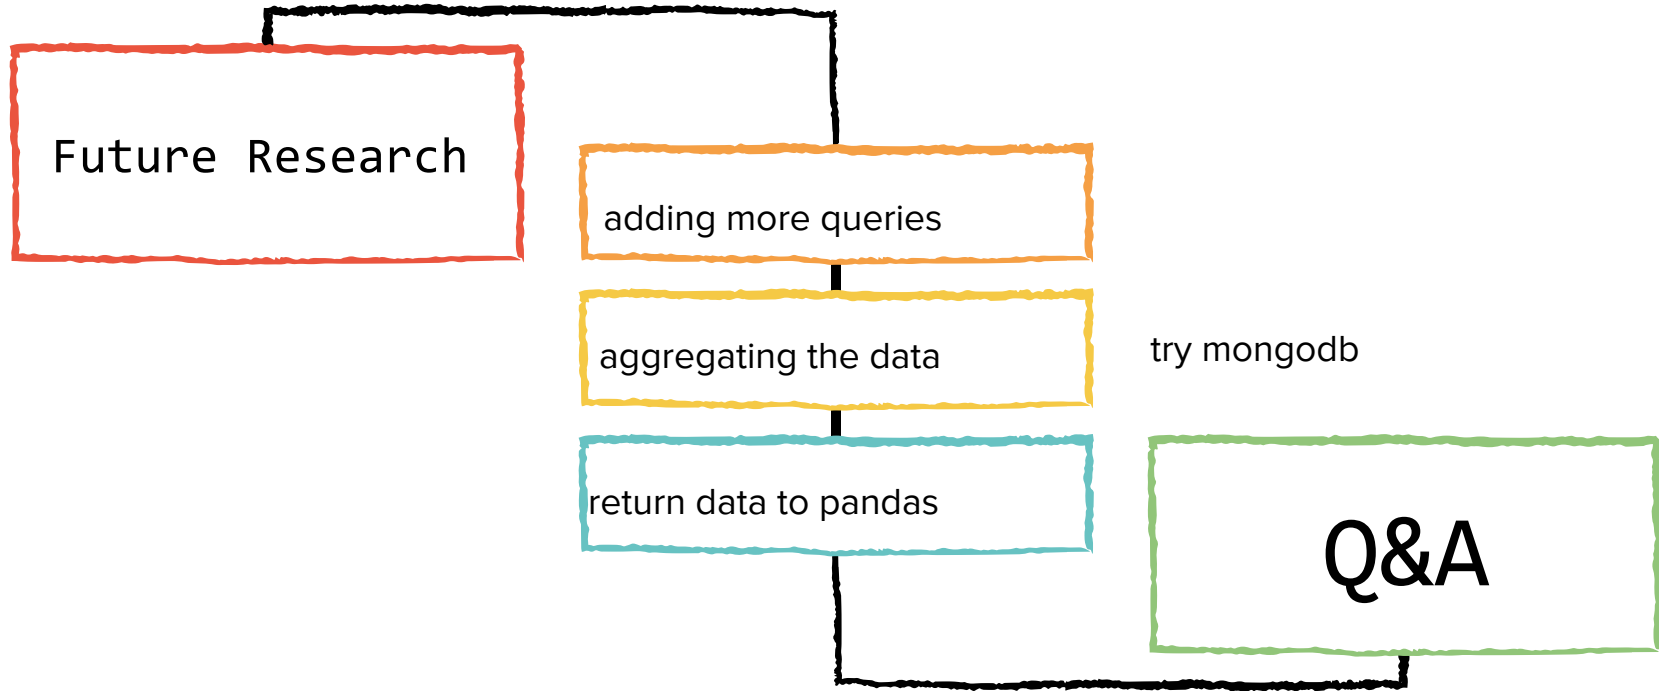 Future Research
adding more queries
aggregating the data
try mongodb
return data to pandas
Q&A